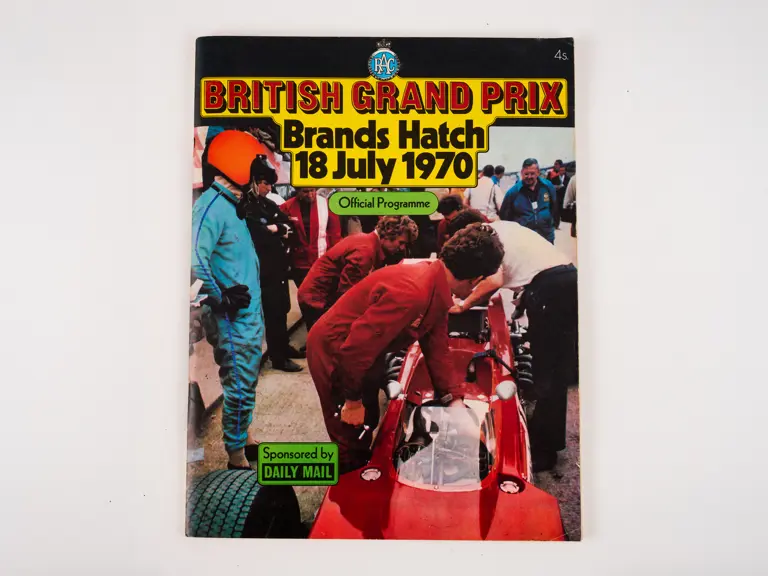 4s.
RAC
BRITISH GRAND PRIX
Brands Hatch
18 July 1970
Official Programme
Sponsored by
DAILY MAIL